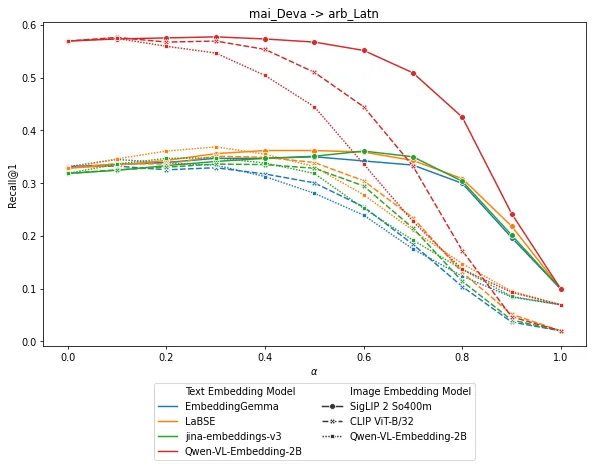 mai_Deva -> arb_Latn
Recall@1
0.6
0.5
0.4
0.3
0.2
0.1
0.0
0.0 0.2 0.4 0.6 0.8 1.0
α
Text Embedding Model Image Embedding Model
EmbeddingGemma SigLIP 2 So400m
LaBSE CLIP ViT-B/32
jina-embeddings-v3 Qwen-VL-Embedding-2B
Qwen-VL-Embedding-2B